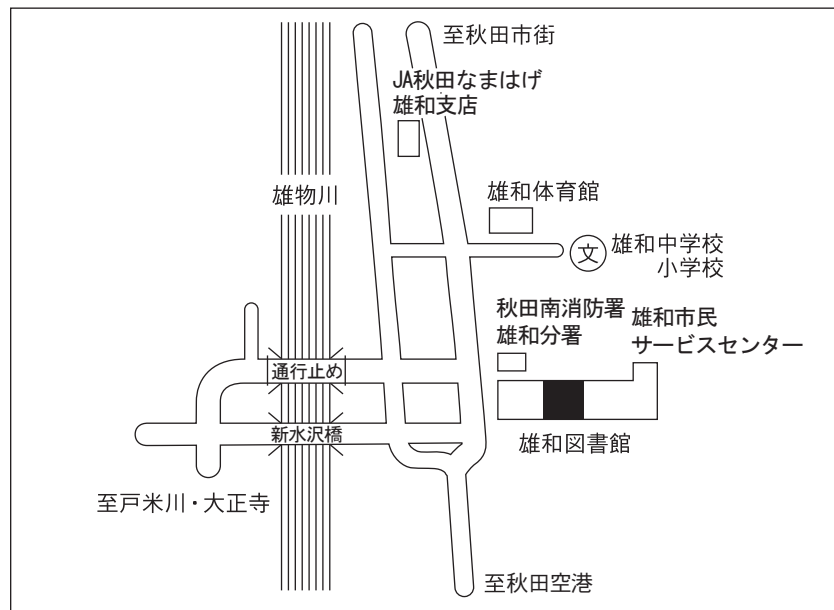 至秋田市街
JA秋田なまはげ
雄和支店
雄物川
雄和体育館
文
雄和中学校
小学校
秋田南消防署
雄和分署
雄和市民
サービスセンター
通行止め
新水沢橋
雄和図書館
至戸米川・大正寺
至秋田空港